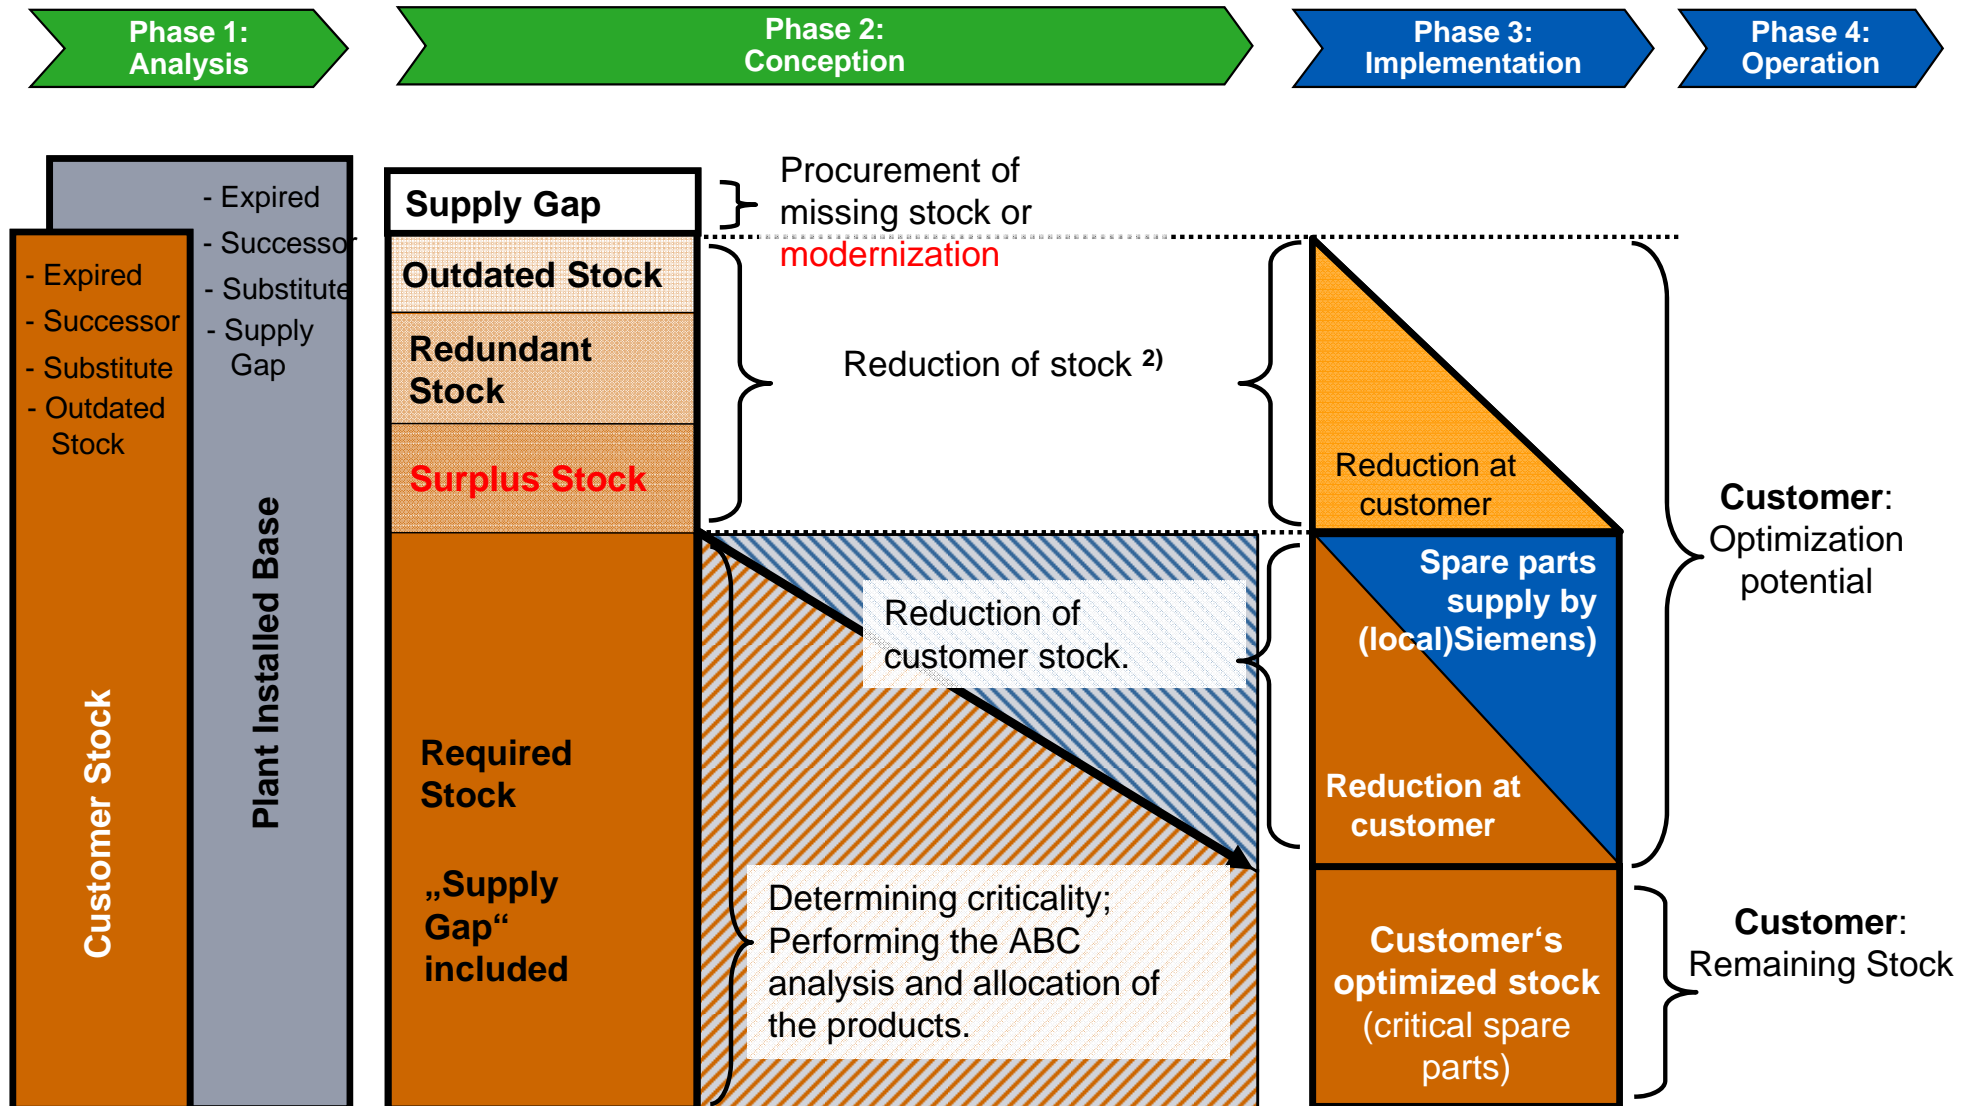 Phase 1:
Analysis
Phase 2:
Conception
Phase 3:
Implementation
Phase 4:
Operation
- Expired
- Successor
- Substitute
- Outdated
Stock
Customer Stock
- Expired
- Successor
- Substitute
- Supply
Gap
Plant Installed Base
Supply Gap
Outdated Stock
Redundant
Stock
Surplus Stock
Required
Stock
„Supply
Gap“
included
Procurement of
missing stock or
modernization
Reduction of stock 2)
Reduction of
customer stock.
Determining criticality;
Performing the ABC
analysis and allocation of
the products.
Reduction at
customer
Spare parts
supply by
(local)Siemens)
Reduction at
customer
Customer‘s
optimized stock
(critical spare
parts)
Customer:
Optimization
potential
Customer:
Remaining Stock